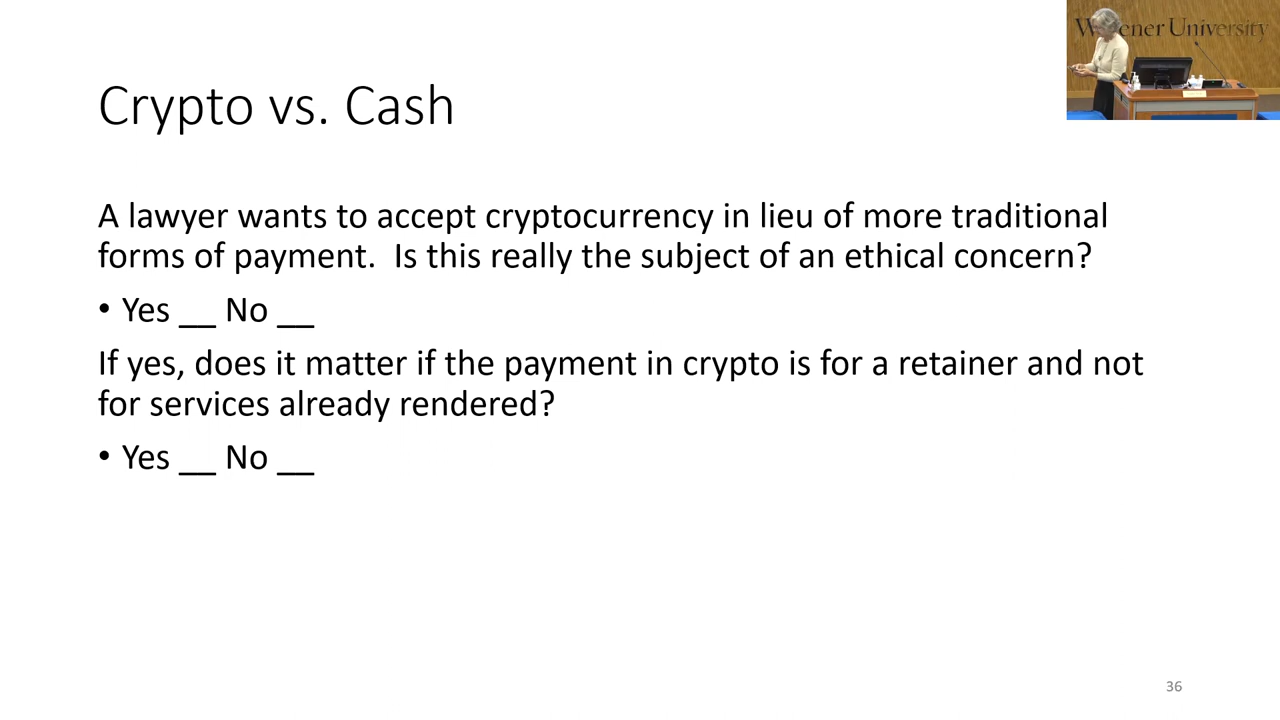 Widener University
Crypto vs. Cash
A lawyer wants to accept cryptocurrency in lieu of more traditional
forms of payment.  Is this really the subject of an ethical concern?
• Yes __ No __
If yes, does it matter if the payment in crypto is for a retainer and not
for services already rendered?
• Yes __ No __
36